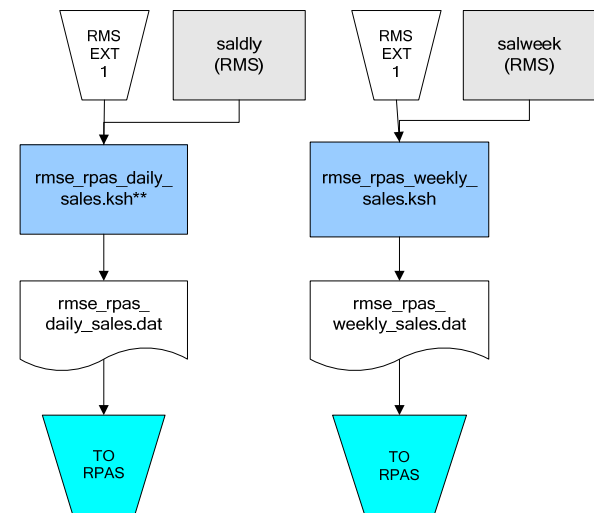 RMS
EXT
1
saldly
(RMS)
RMS
EXT
1
salweek
(RMS)
rmse_rpas_daily_
sales.ksh**
rmse_rpas_weekly_
sales.ksh
rmse_rpas_
daily_sales.dat
rmse_rpas_
weekly_sales.dat
TO
RPAS
TO
RPAS